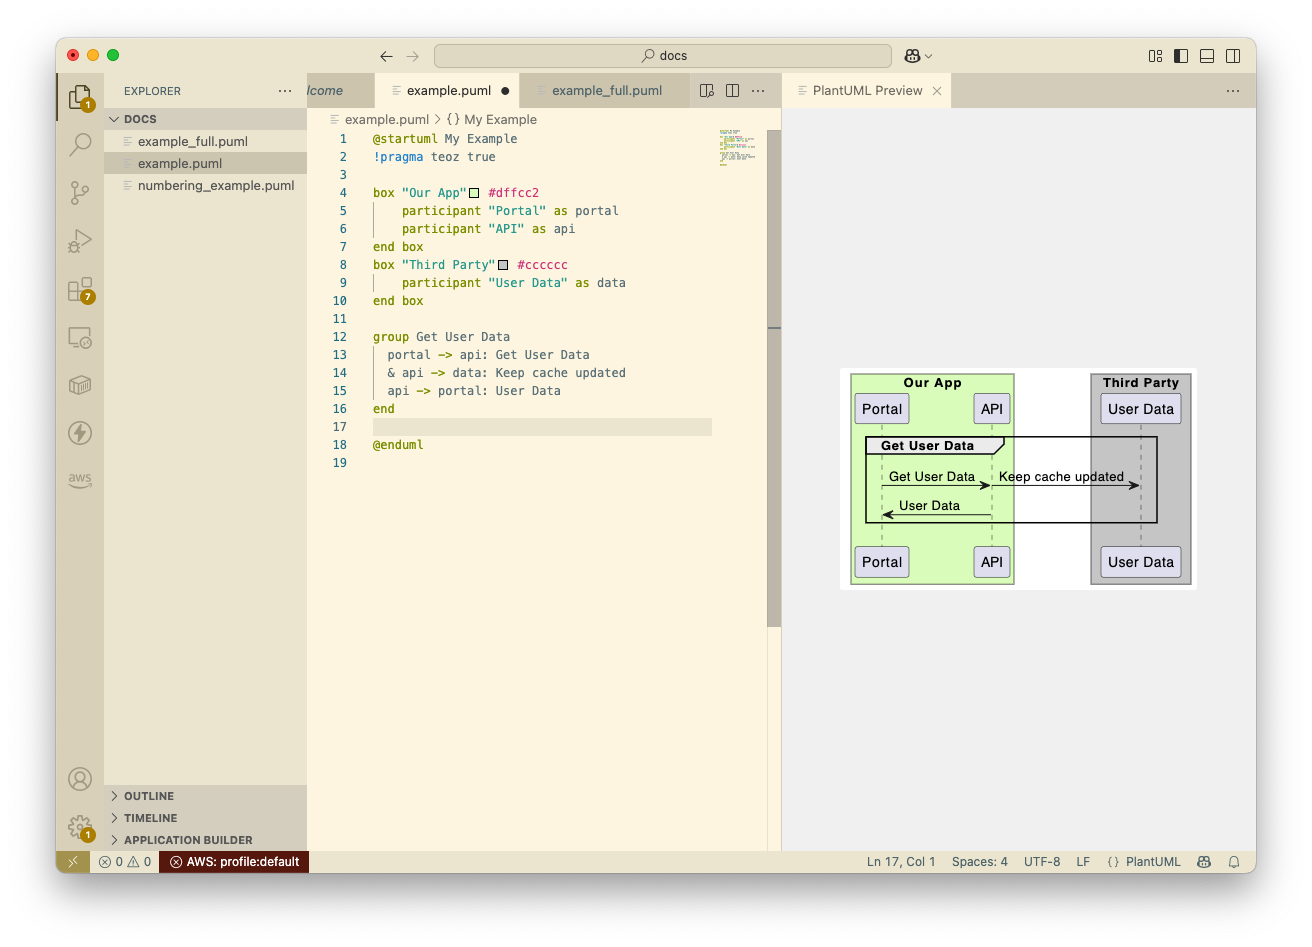 docs
EXPLORER
lcome
example.puml
example_full.puml
PlantUML Preview
1
DOCS
example_full.puml
example.puml
numbering_example.puml
7
aws
example.puml > {} My Example
1 @startuml My Example
2 !pragma teoz true
3
4 box "Our App" #dffcc2
5 participant "Portal" as portal
6 participant "API" as api
7 end box
8 box "Third Party" #cccccc
9 participant "User Data" as data
10 end box
11
12 group Get User Data
13 portal -> api: Get User Data
14 & api -> data: Keep cache updated
15 api -> portal: User Data
16 end
17
18 @enduml
19
Our App
Third Party
Portal
API
User Data
Get User Data
Get User Data
Keep cache updated
User Data
Portal
API
User Data
OUTLINE
TIMELINE
APPLICATION BUILDER
1
0 0
AWS: profile:default
Ln 17, Col 1
Spaces: 4
UTF-8
LF
{} PlantUML